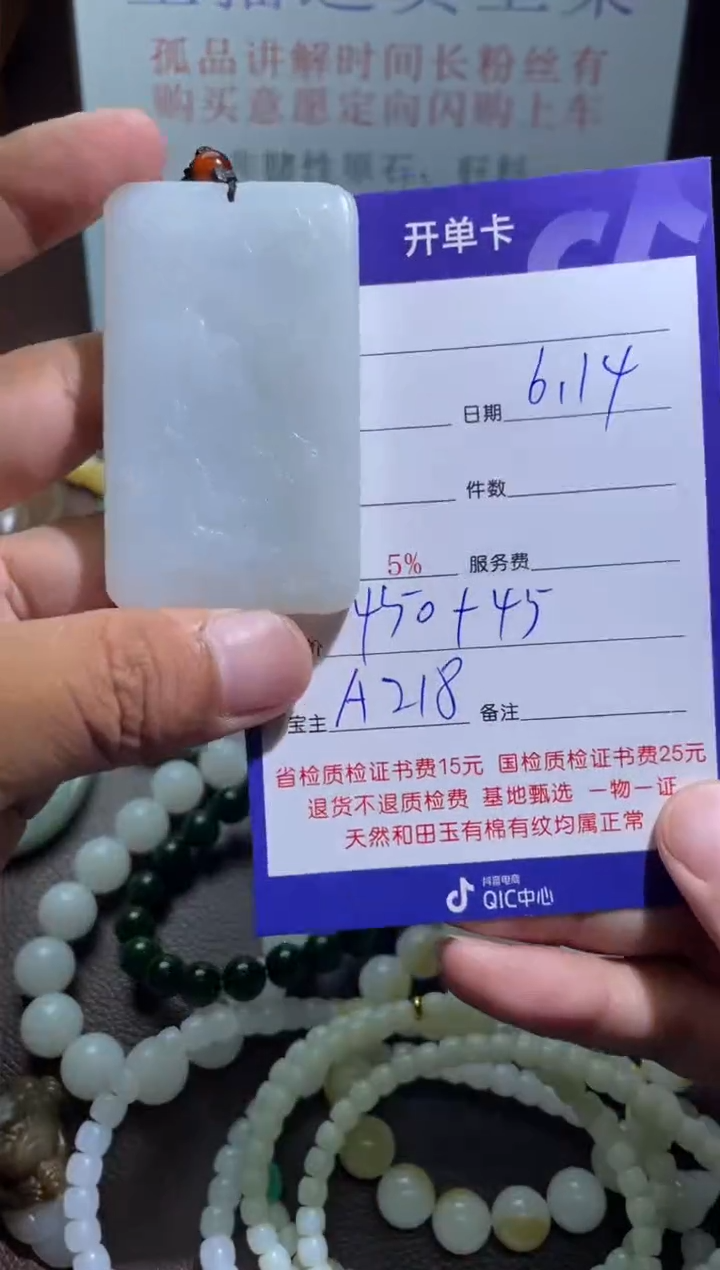 孤品讲解时间长粉丝有
购买意愿定向闪购上车
开单卡
日期 6.14
件数
5% 服务费
价 450+45
宝主 A218 备注
省检质检证书费15元 国检质检证书费25元
退货不退质检费 基地甄选 一物一证
天然和田玉有棉有纹均属正常
抖音电商
QIC中心